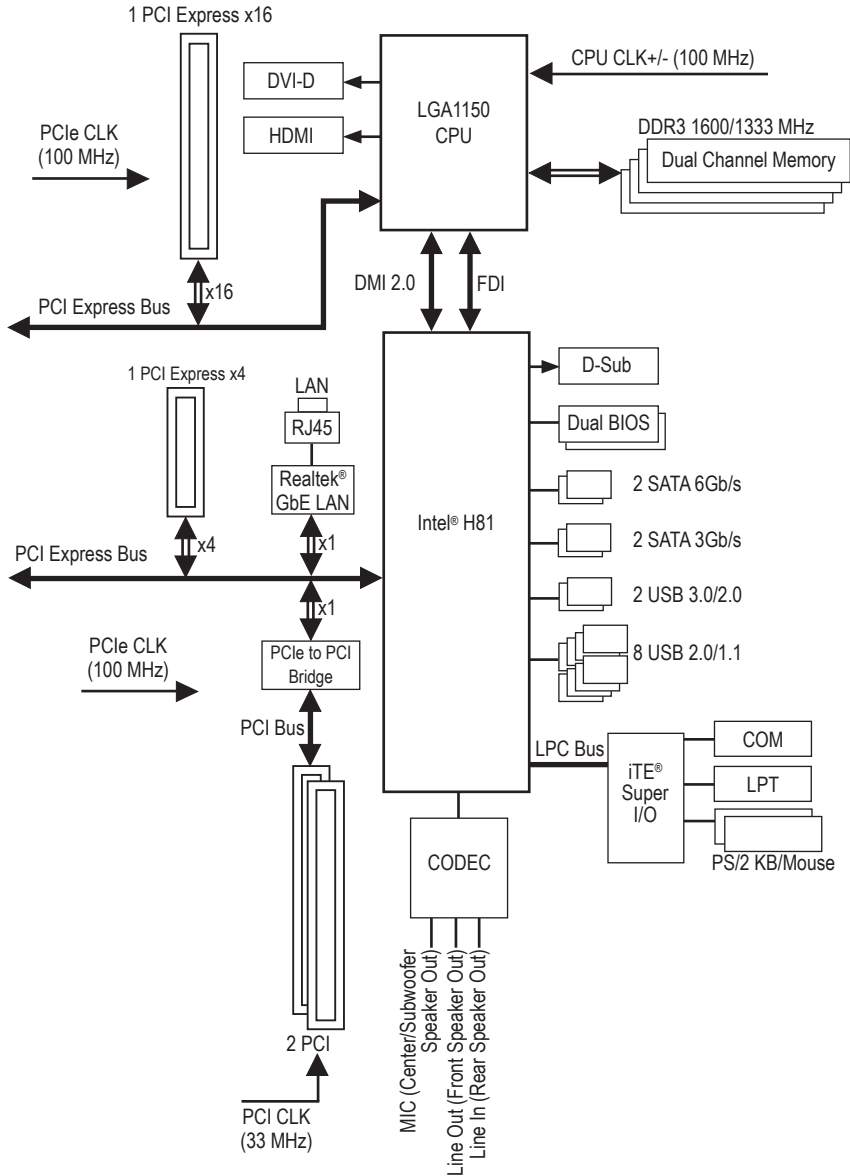 1 PCI Express x16
CPU CLK+/- (100 MHz)
DVI-D
LGA1150
CPU
HDMI
PCIe CLK
(100 MHz)
DDR3 1600/1333 MHz
Dual Channel Memory
x16
DMI 2.0
FDI
PCI Express Bus
1 PCI Express x4
LAN
RJ45
D-Sub
Dual BIOS
Realtek®
GbE LAN
2 SATA 6Gb/s
Intel® H81
2 SATA 3Gb/s
x4
x1
PCI Express Bus
2 USB 3.0/2.0
x1
PCIe CLK
(100 MHz)
PCIe to PCI
Bridge
8 USB 2.0/1.1
PCI Bus
LPC Bus
COM
iTE®
Super
I/O
LPT
PS/2 KB/Mouse
CODEC
MIC (Center/Subwoofer
Speaker Out)
Line Out (Front Speaker Out)
Line In (Rear Speaker Out)
2 PCI
PCI CLK
(33 MHz)